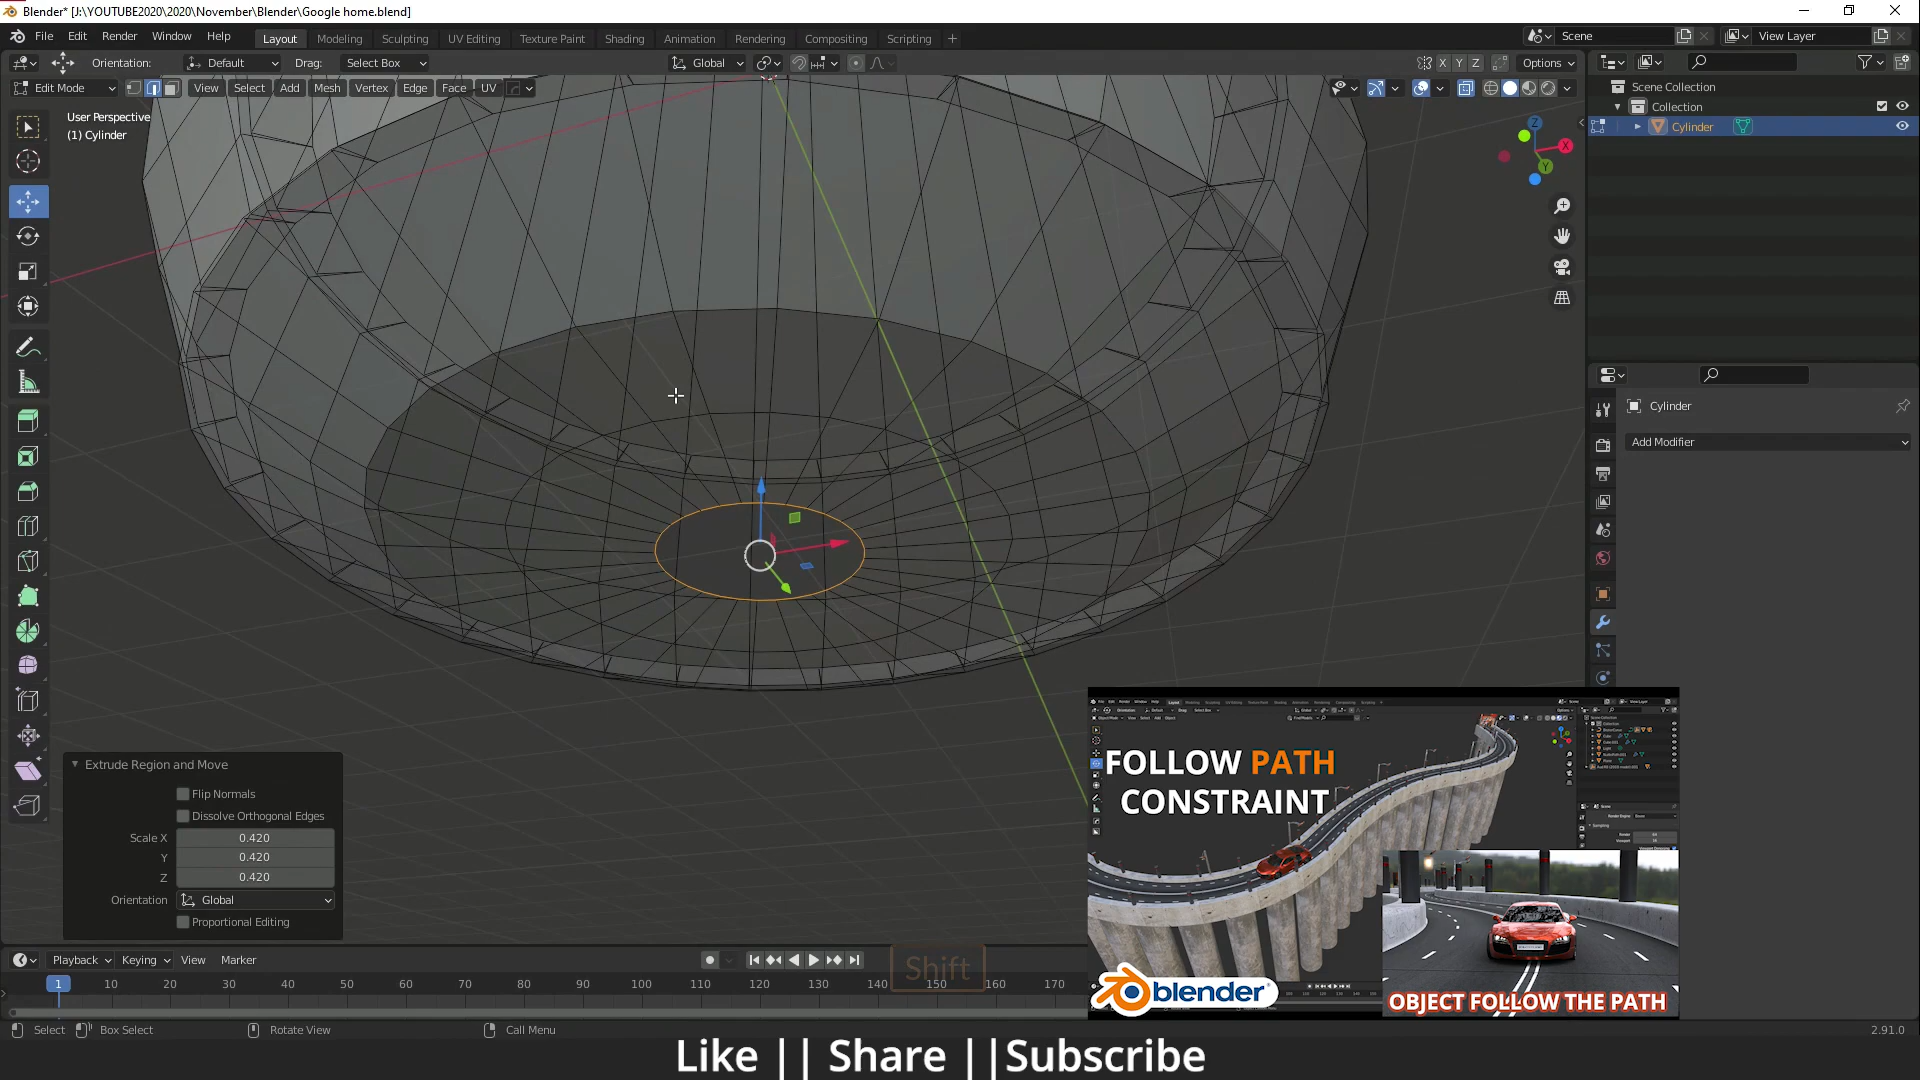 Blender* [J:\YOUTUBE2020\2020\November\Blender\Google home.blend]
File Edit Render Window Help Layout Modeling Sculpting UV Editing Texture Paint Shading Animation Rendering Compositing Scripting + Scene View Layer
Orientation: Default Drag: Select Box Global X Y Z Options
Edit Mode View Select Add Mesh Vertex Edge Face UV
Scene Collection
Collection
Cylinder
User Perspective
(1) Cylinder
Z
X
Y
Cylinder
Add Modifier
Extrude Region and Move
Flip Normals
Dissolve Orthogonal Edges
Scale X 0.420
Y 0.420
Z 0.420
Orientation Global
Proportional Editing
FOLLOW PATH
CONSTRAINT
blender
OBJECT FOLLOW THE PATH
Playback Keying View Marker
Shift
1 10 20 30 40 50 60 70 80 90 100 110 120 130 140 150 160 170
Select Box Select Rotate View Call Menu 2.91.0
Like || Share ||Subscribe